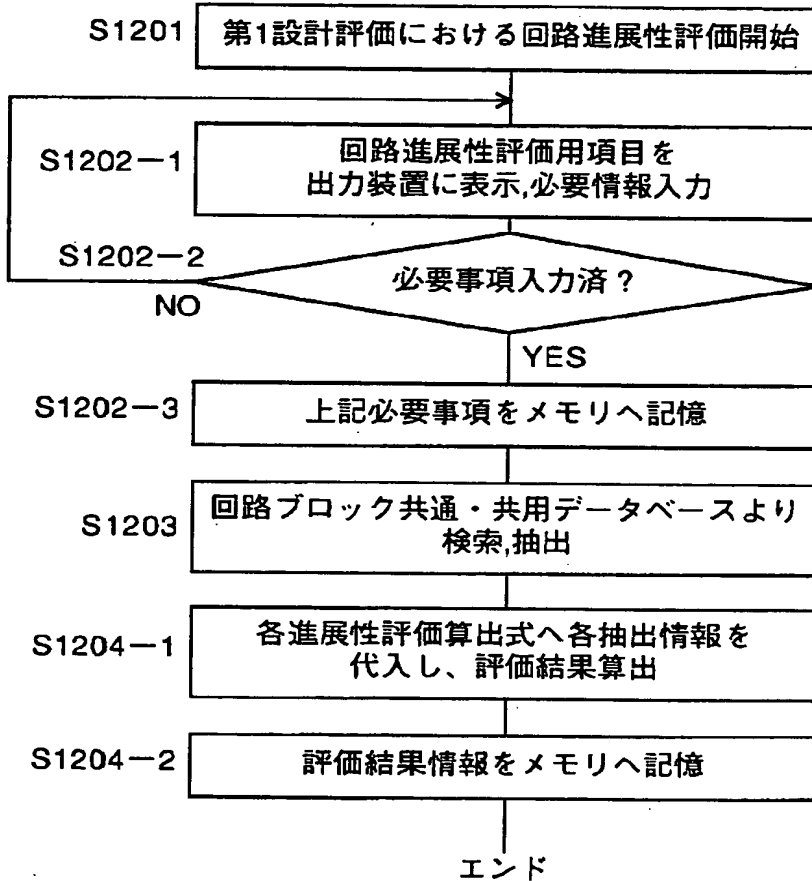 S1201
第1設計評価における回路進展性評価開始
S1202-1
回路進展性評価用項目を
出力装置に表示,必要情報入力
S1202-2
必要事項入力済?
NO
YES
S1202-3
上記必要事項をメモリへ記憶
S1203
回路ブロック共通・共用データベースより
検索,抽出
S1204-1
各進展性評価算出式へ各抽出情報を
代入し、評価結果算出
S1204-2
評価結果情報をメモリへ記憶
エンド